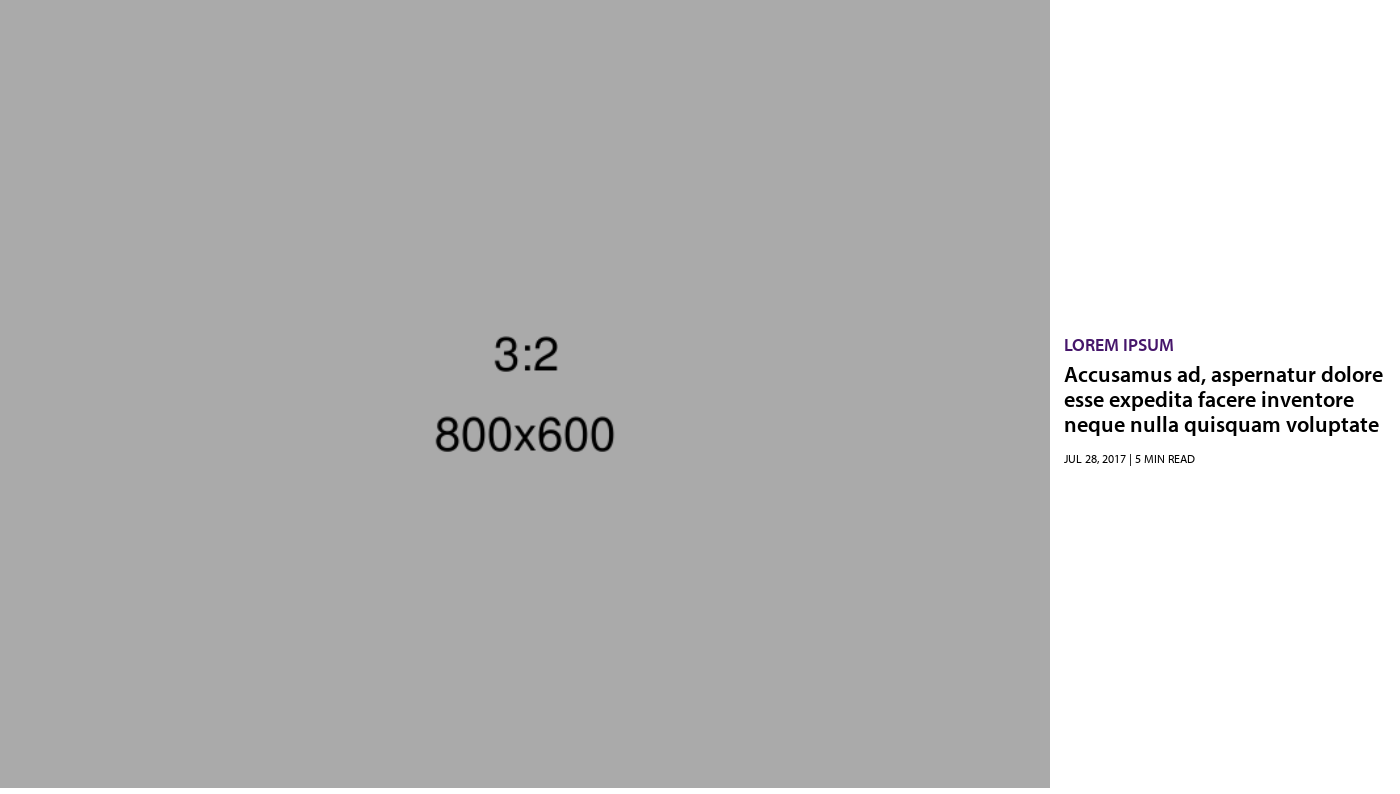 3:2
800x600
LOREM IPSUM
Accusamus ad, aspernatur dolore
esse expedita facere inventore
neque nulla quisquam voluptate
JUL 28, 2017 | 5 MIN READ